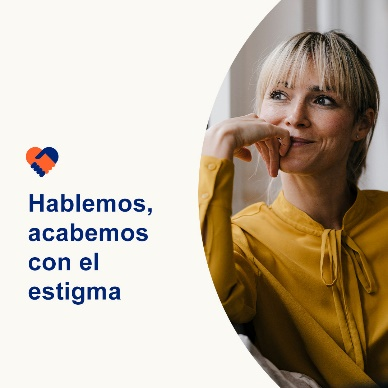 Hablemos,
acabemos
con el
estigma